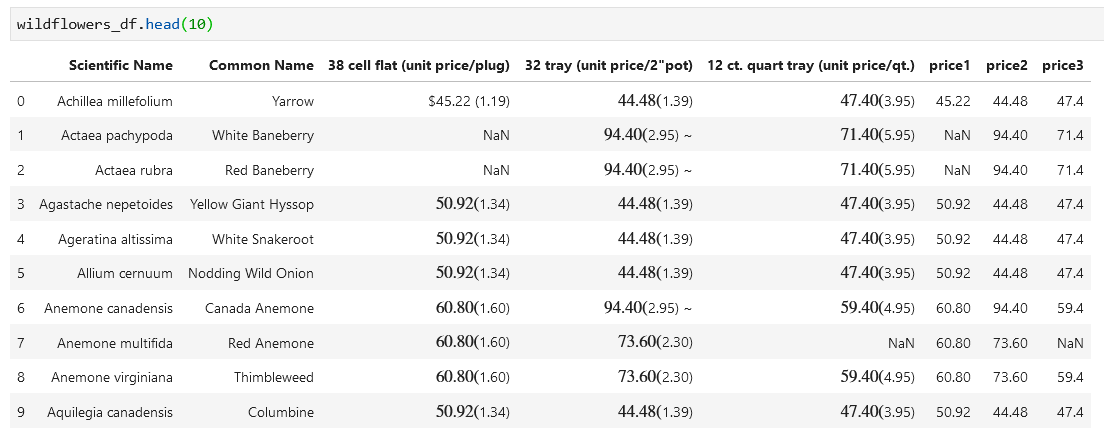 wildflowers_df.head(10)
Scientific Name Common Name 38 cell flat (unit price/plug) 32 tray (unit price/2"pot) 12 ct. quart tray (unit price/qt.) price1 price2 price3
0 Achillea millefolium Yarrow $45.22 (1.19) 44.48(1.39) 47.40(3.95) 45.22 44.48 47.4
1 Actaea pachypoda White Baneberry NaN 94.40(2.95) ~ 71.40(5.95) NaN 94.40 71.4
2 Actaea rubra Red Baneberry NaN 94.40(2.95) ~ 71.40(5.95) NaN 94.40 71.4
3 Agastache nepetoides Yellow Giant Hyssop 50.92(1.34) 44.48(1.39) 47.40(3.95) 50.92 44.48 47.4
4 Ageratina altissima White Snakeroot 50.92(1.34) 44.48(1.39) 47.40(3.95) 50.92 44.48 47.4
5 Allium cernuum Nodding Wild Onion 50.92(1.34) 44.48(1.39) 47.40(3.95) 50.92 44.48 47.4
6 Anemone canadensis Canada Anemone 60.80(1.60) 94.40(2.95) ~ 59.40(4.95) 60.80 94.40 59.4
7 Anemone multifida Red Anemone 60.80(1.60) 73.60(2.30) NaN 60.80 73.60 NaN
8 Anemone virginiana Thimbleweed 60.80(1.60) 73.60(2.30) 59.40(4.95) 60.80 73.60 59.4
9 Aquilegia canadensis Columbine 50.92(1.34) 44.48(1.39) 47.40(3.95) 50.92 44.48 47.4